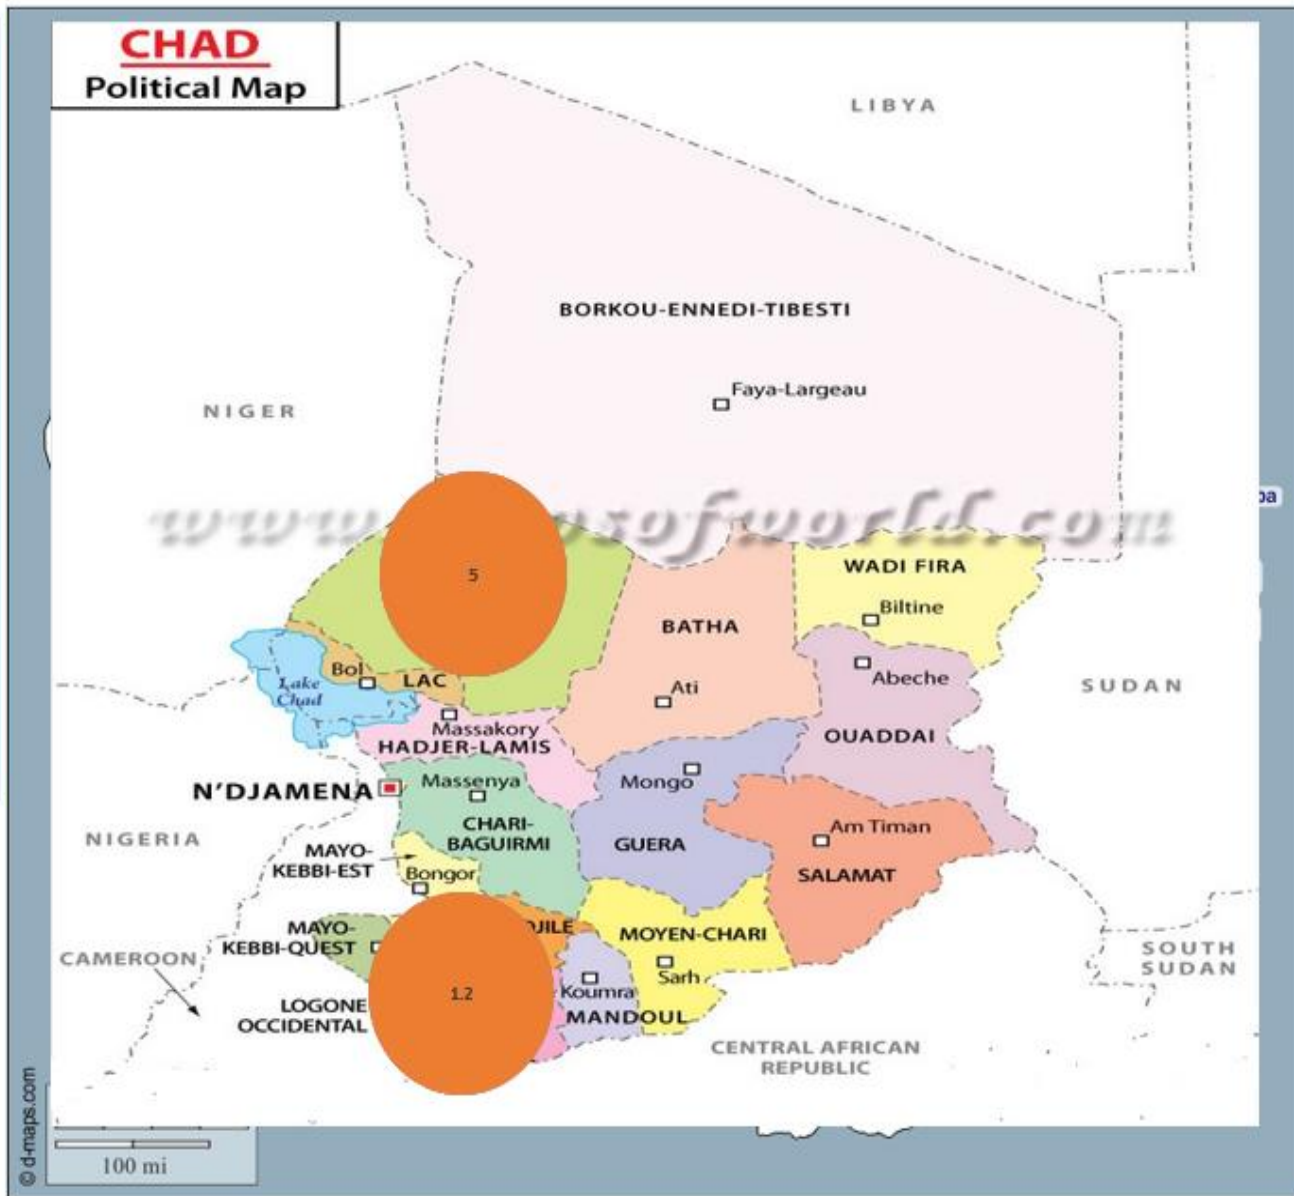 CHAD
Political Map
LIBYA
BORKOU-ENNEDI-TIBESTI
Faya-Largeau
NIGER
ba
5
WADI FIRA
Biltine
BATHA
Bol
LAC
Ati
Abeche
SUDAN
Lake
Chad
Massakory
HADJER-LAMIS
OUADDAI
N'DJAMENA
Massenya
Mongo
CHARI-
BAGUIRMI
GUERA
Am Timan
SALAMAT
NIGERIA
MAYO-
KEBBI-EST
Bongor
MAYO-
KEBBI-QUEST
DJILE
MOYEN-CHARI
Sarh
CAMEROON
SOUTH
SUDAN
LOGONE
OCCIDENTAL
1.2
Koumra
MANDOUL
CENTRAL AFRICAN
REPUBLIC
© d-maps.com
100 mi